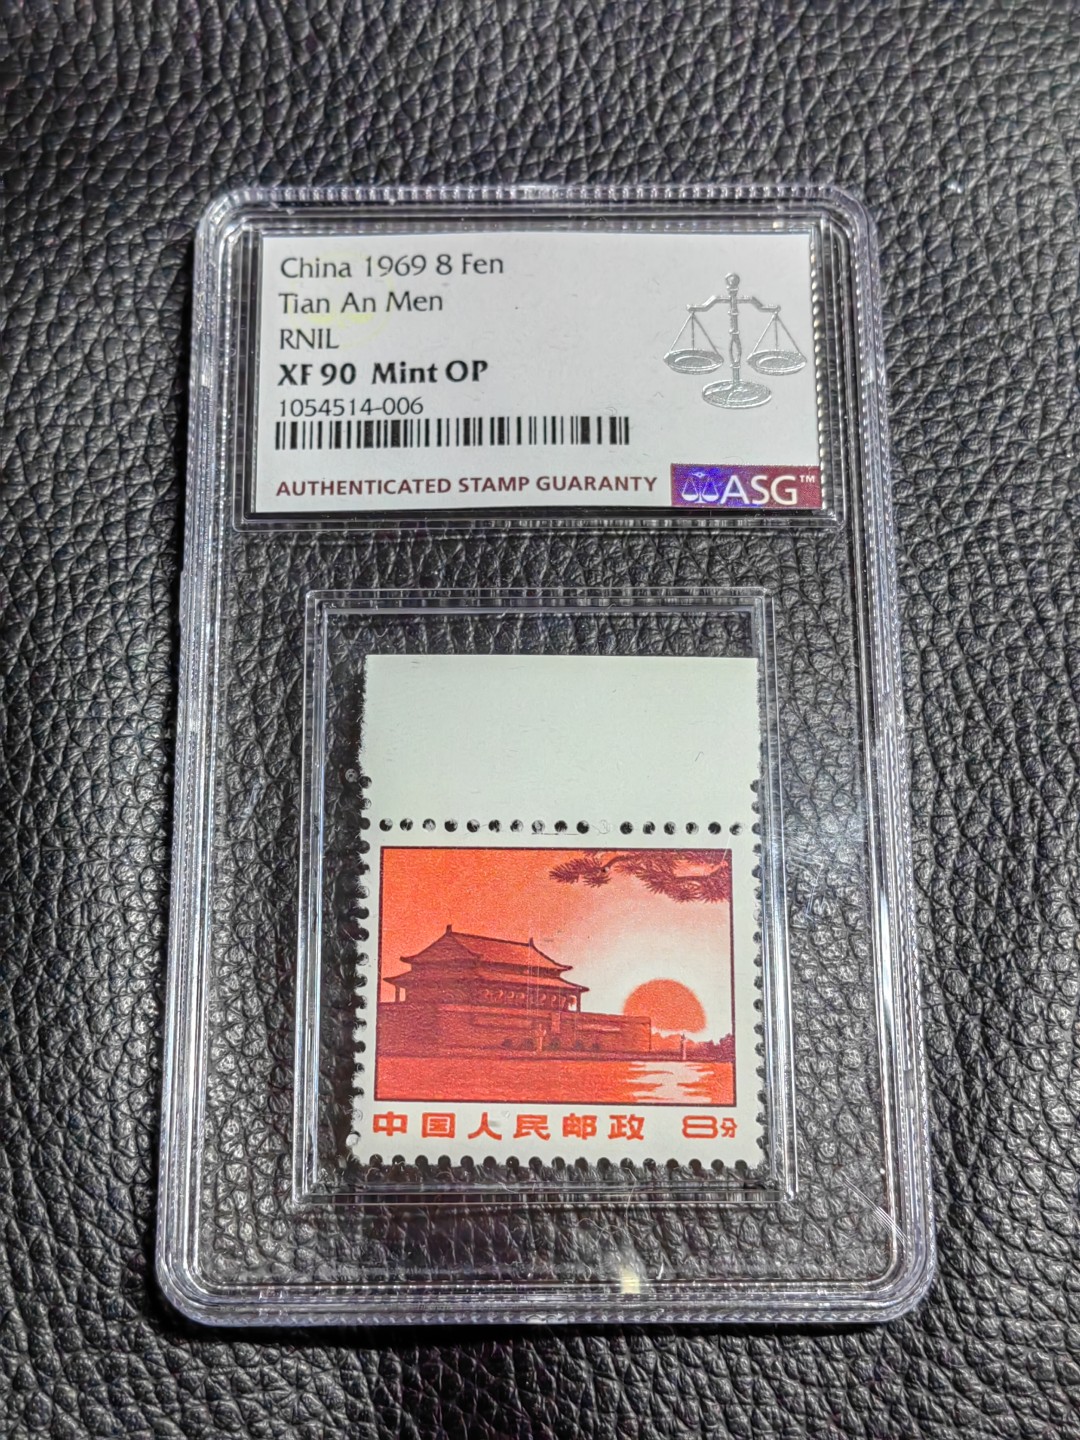 China 1969 8 Fen
Tian An Men
RNIL
XF 90 Mint OP
1054514-006
AUTHENTICATED STAMP GUARANTY
ASG™
中国人民邮政 8分